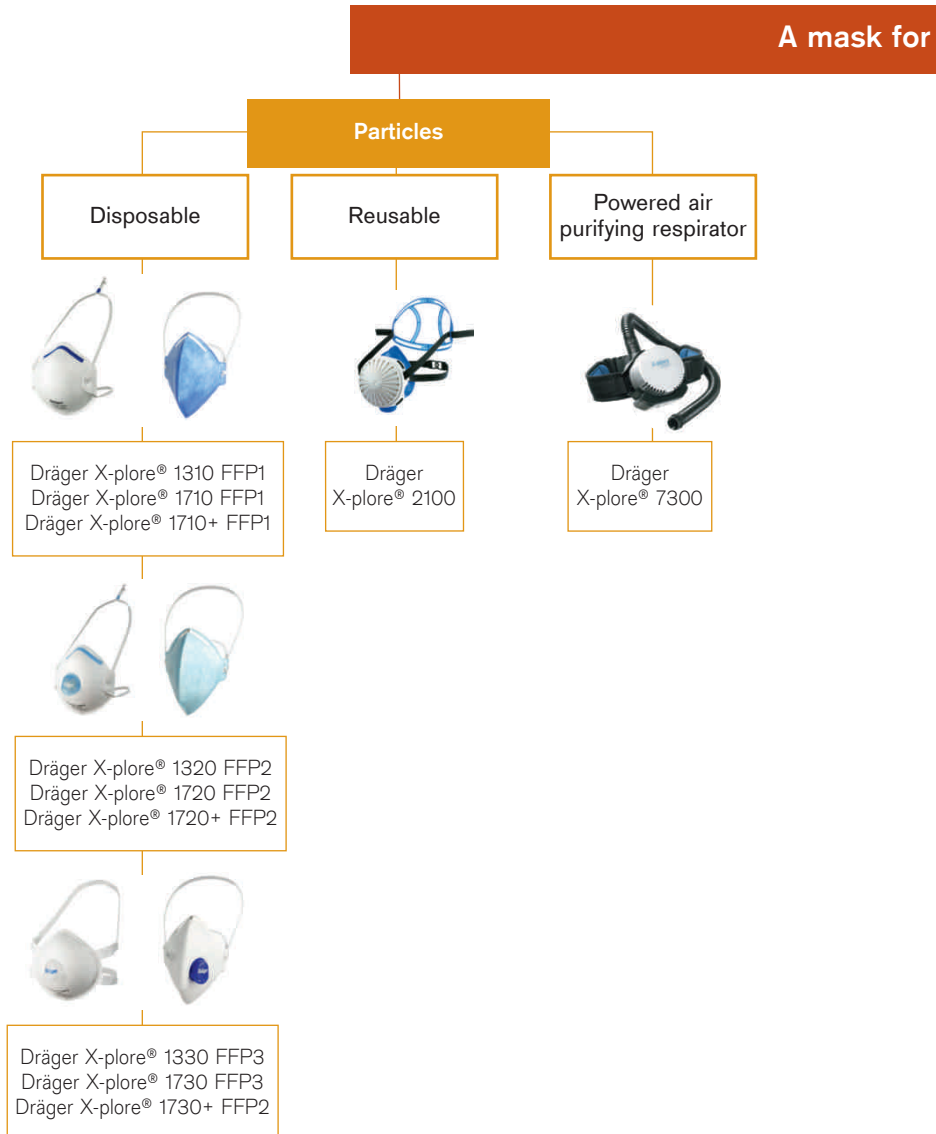 A mask for
Particles
Disposable
Reusable
Powered air
purifying respirator
Dräger X-plore® 1310 FFP1
Dräger X-plore® 1710 FFP1
Dräger X-plore® 1710+ FFP1
Dräger
X-plore® 2100
Dräger
X-plore® 7300
Dräger X-plore® 1320 FFP2
Dräger X-plore® 1720 FFP2
Dräger X-plore® 1720+ FFP2
Dräger X-plore® 1330 FFP3
Dräger X-plore® 1730 FFP3
Dräger X-plore® 1730+ FFP2